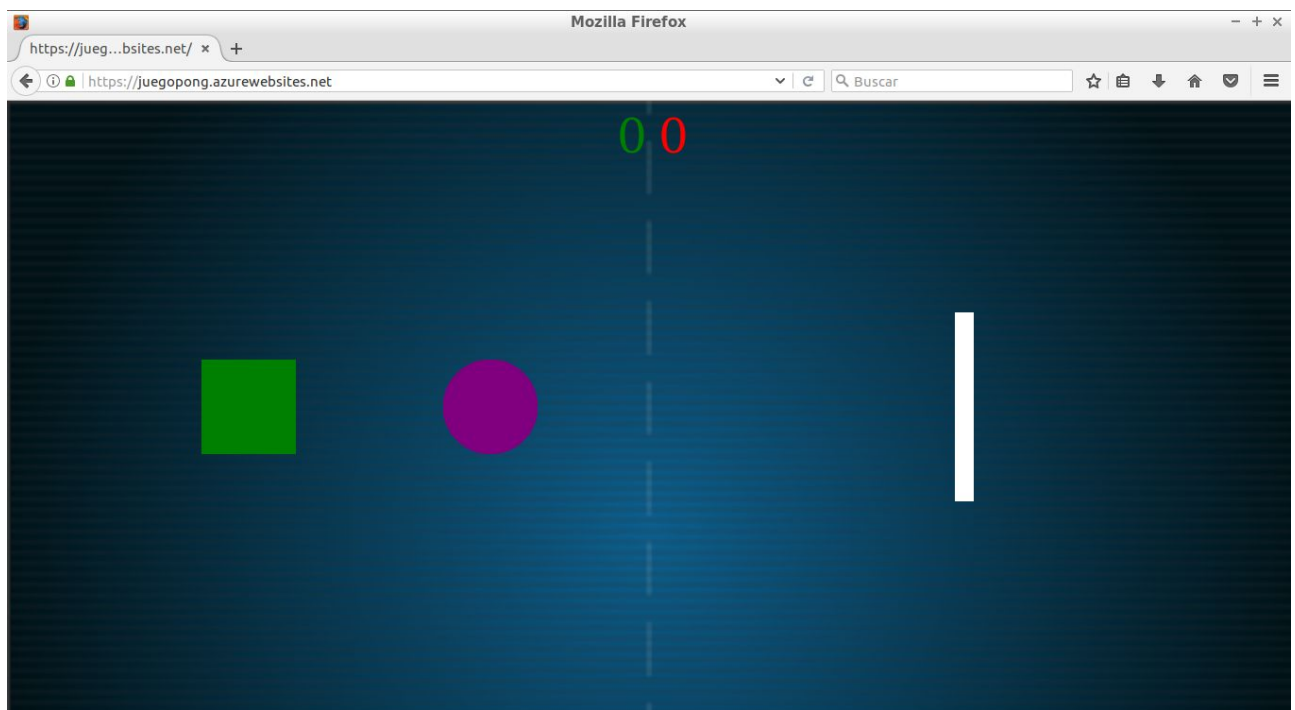 Mozilla Firefox
https://jueg...bsites.net/
https://juegopong.azurewebsites.net
Buscar
0 0